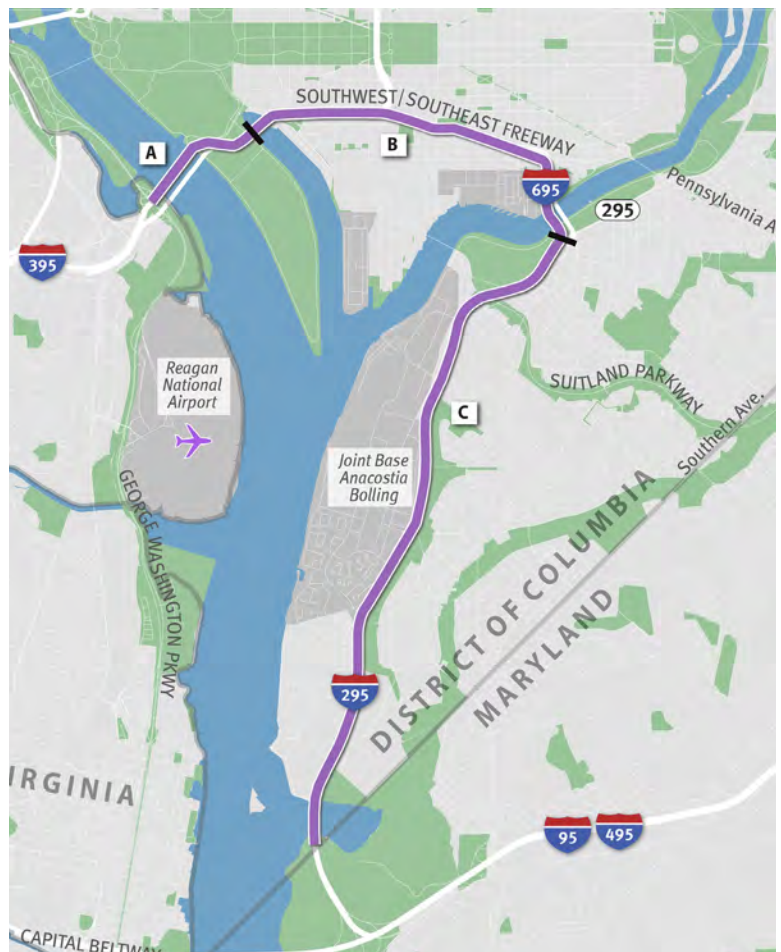 SOUTHWEST/SOUTHEAST FREEWAY
A
B
695
Pennsylvania A
295
395
Reagan
National
Airport
SUITLAND PARKWAY
C
Southern Ave.
Joint Base
Anacostia
Bolling
GEORGE WASHINGTON PKWY
DISTRICT OF COLUMBIA
MARYLAND
295
IRGINIA
95
495
CAPITAL BELTWAY